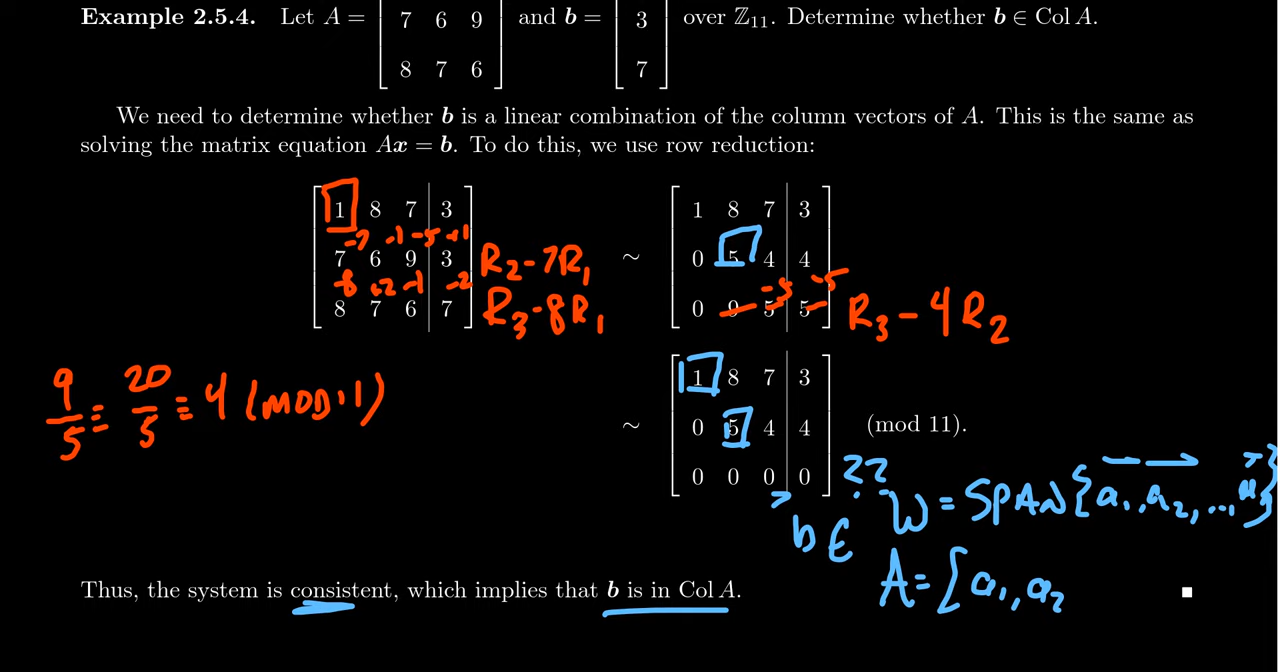 Example 2.5.4. Let A = [ 7 6 9 ; 8 7 6 ] and b = [ 3 ; 7 ] over ℤ₁₁. Determine whether b ∈ Col A.
We need to determine whether b is a linear combination of the column vectors of A. This is the same as
solving the matrix equation Ax = b. To do this, we use row reduction:
1 8 7 | 3
-7 -1 -5 +1
7 6 9 | 3 R₂ - 7R₁
-8 +2 -1 -2
8 7 6 | 7 R₃ - 8R₁
~
1 8 7 | 3
0 5 4 | 4
-5 -5
0 9 5 | 5 R₃ - 4R₂
9/5 ≡ 20/5 ≡ 4 (MOD 11)
~
1 8 7 | 3
0 5 4 | 4 (mod 11).
0 0 0 | 0
??
b ∈ W = SPAN{a₁, a₂, ...,
A = [a₁, a₂
Thus, the system is consistent, which implies that b is in Col A.